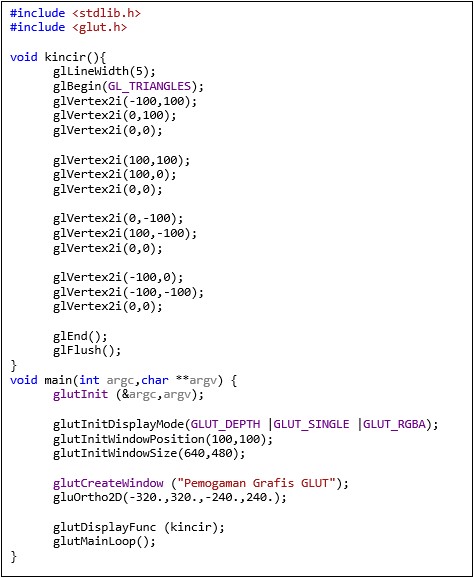 #include <stdlib.h>
#include <glut.h>

void kincir(){
glLineWidth(5);
glBegin(GL_TRIANGLES);
glVertex2i(-100,100);
glVertex2i(0,100);
glVertex2i(0,0);

glVertex2i(100,100);
glVertex2i(100,0);
glVertex2i(0,0);

glVertex2i(0,-100);
glVertex2i(100,-100);
glVertex2i(0,0);

glVertex2i(-100,0);
glVertex2i(-100,-100);
glVertex2i(0,0);

glEnd();
glFlush();
}
void main(int argc,char **argv) {
glutInit (&argc,argv);

glutInitDisplayMode(GLUT_DEPTH |GLUT_SINGLE |GLUT_RGBA);
glutInitWindowPosition(100,100);
glutInitWindowSize(640,480);

glutCreateWindow ("Pemogaman Grafis GLUT");
gluOrtho2D(-320.,320.,-240.,240.);

glutDisplayFunc (kincir);
glutMainLoop();
}